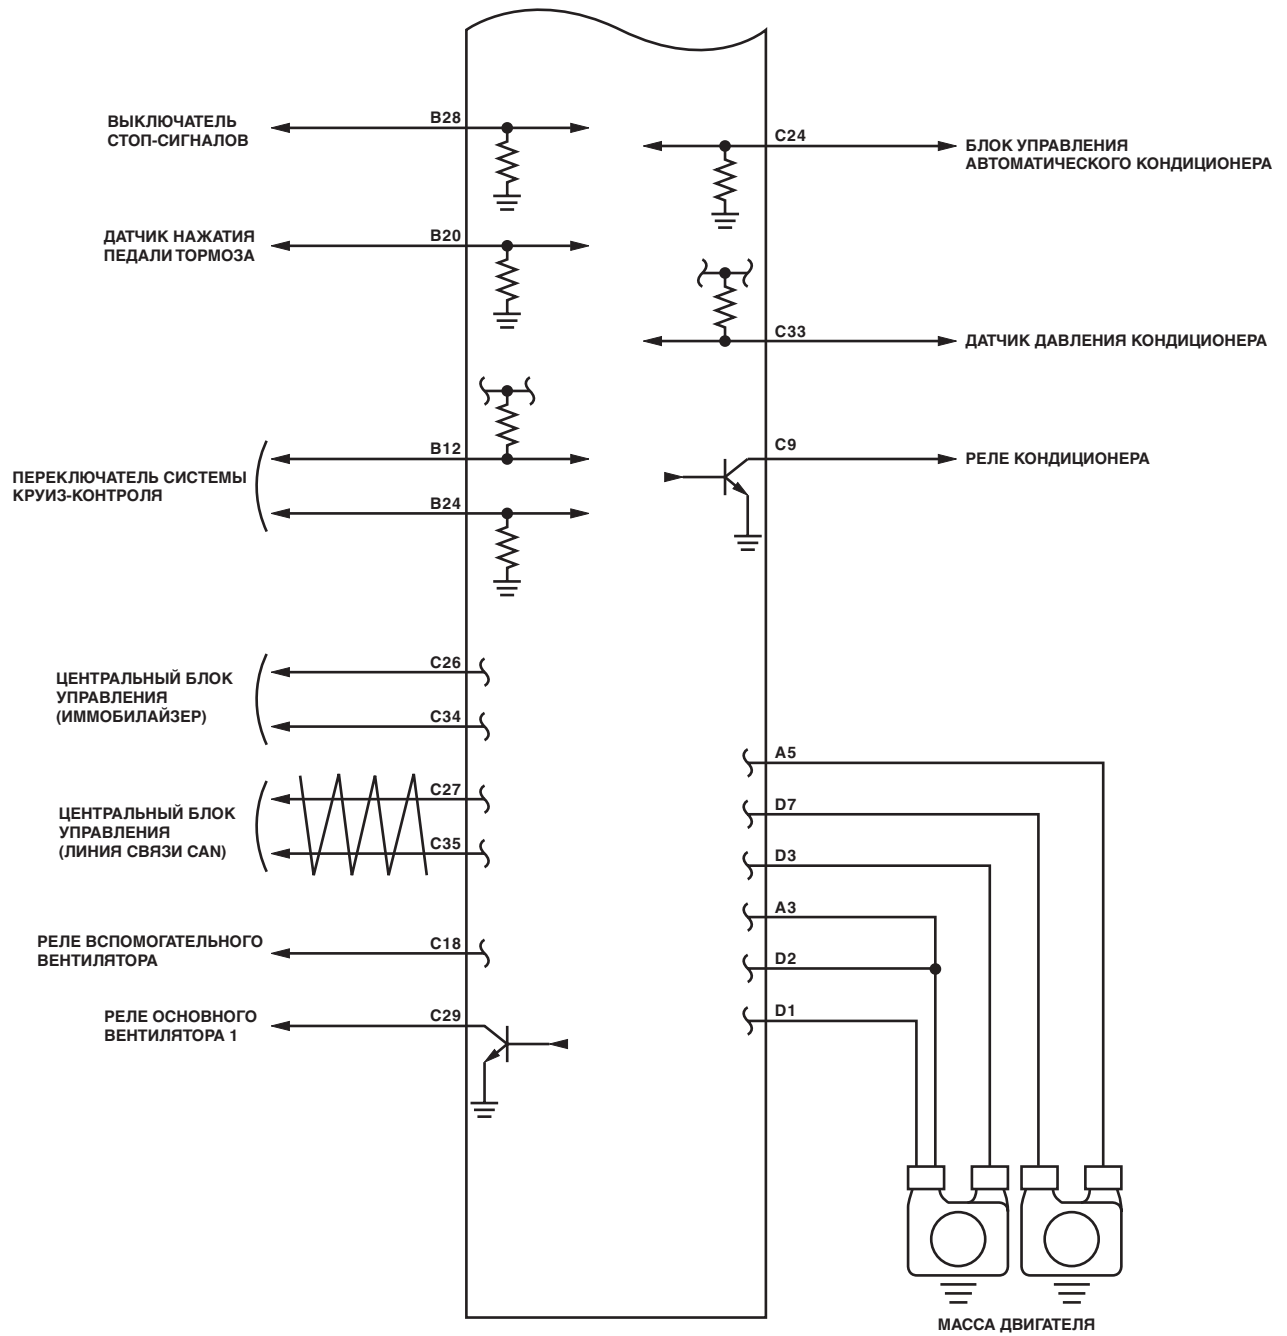 ВЫКЛЮЧАТЕЛЬ
СТОП-СИГНАЛОВ
B28
ДАТЧИК НАЖАТИЯ
ПЕДАЛИ ТОРМОЗА
B20
ПЕРЕКЛЮЧАТЕЛЬ СИСТЕМЫ
КРУИЗ-КОНТРОЛЯ
B12
B24
ЦЕНТРАЛЬНЫЙ БЛОК
УПРАВЛЕНИЯ
(ИММОБИЛАЙЗЕР)
C26
C34
ЦЕНТРАЛЬНЫЙ БЛОК
УПРАВЛЕНИЯ
(ЛИНИЯ СВЯЗИ CAN)
C27
C35
РЕЛЕ ВСПОМОГАТЕЛЬНОГО
ВЕНТИЛЯТОРА
C18
РЕЛЕ ОСНОВНОГО
ВЕНТИЛЯТОРА 1
C29
C24
БЛОК УПРАВЛЕНИЯ
АВТОМАТИЧЕСКОГО КОНДИЦИОНЕРА
C33
ДАТЧИК ДАВЛЕНИЯ КОНДИЦИОНЕРА
C9
РЕЛЕ КОНДИЦИОНЕРА
A5
D7
D3
A3
D2
D1
МАССА ДВИГАТЕЛЯ